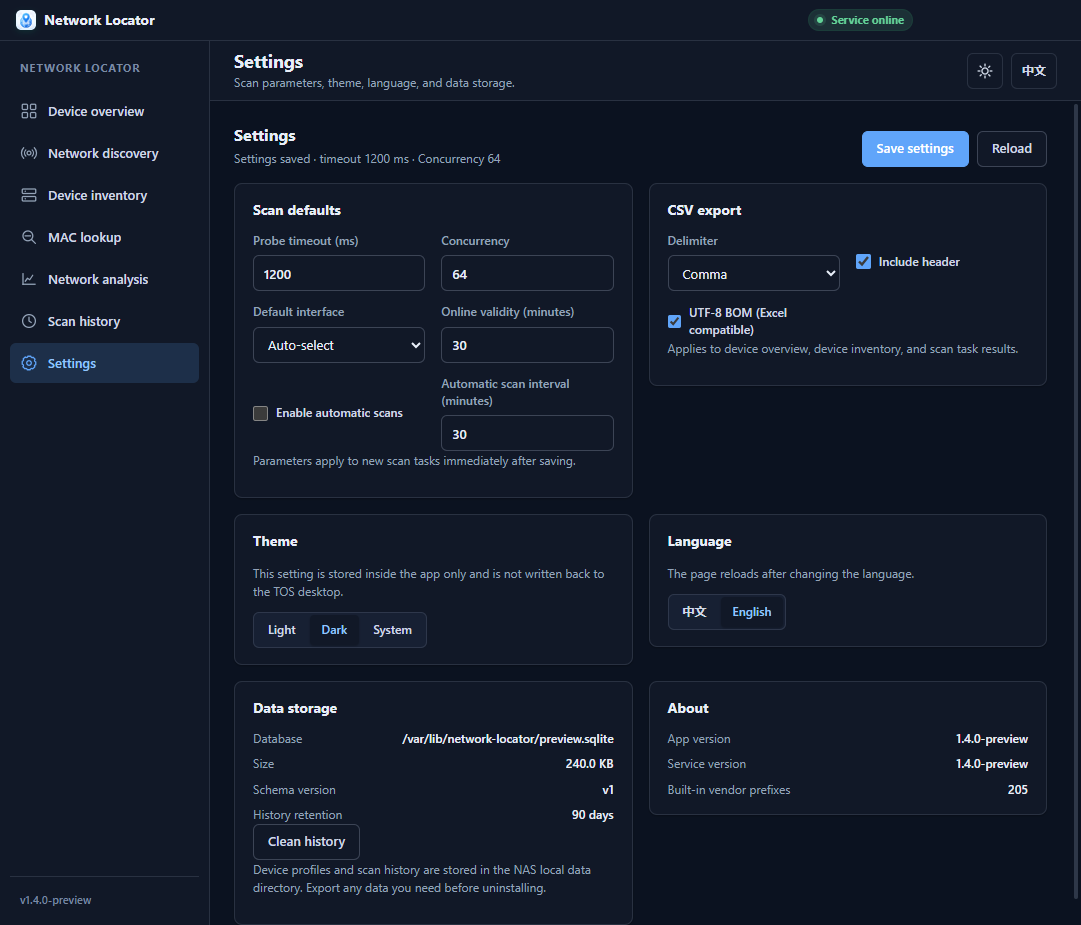 Network Locator
Service online
NETWORK LOCATOR
Device overview
Network discovery
Device inventory
MAC lookup
Network analysis
Scan history
Settings
v1.4.0-preview
Settings
Scan parameters, theme, language, and data storage.
中文
Settings
Settings saved · timeout 1200 ms · Concurrency 64
Save settings
Reload
Scan defaults
Probe timeout (ms)
Concurrency
1200
64
Default interface
Online validity (minutes)
Auto-select
30
Enable automatic scans
Automatic scan interval
(minutes)
30
Parameters apply to new scan tasks immediately after saving.
CSV export
Delimiter
Comma
Include header
UTF-8 BOM (Excel
compatible)
Applies to device overview, device inventory, and scan task results.
Theme
This setting is stored inside the app only and is not written back to
the TOS desktop.
Light
Dark
System
Language
The page reloads after changing the language.
中文
English
Data storage
Database /var/lib/network-locator/preview.sqlite
Size 240.0 KB
Schema version v1
History retention 90 days
Clean history
Device profiles and scan history are stored in the NAS local data
directory. Export any data you need before uninstalling.
About
App version 1.4.0-preview
Service version 1.4.0-preview
Built-in vendor prefixes 205